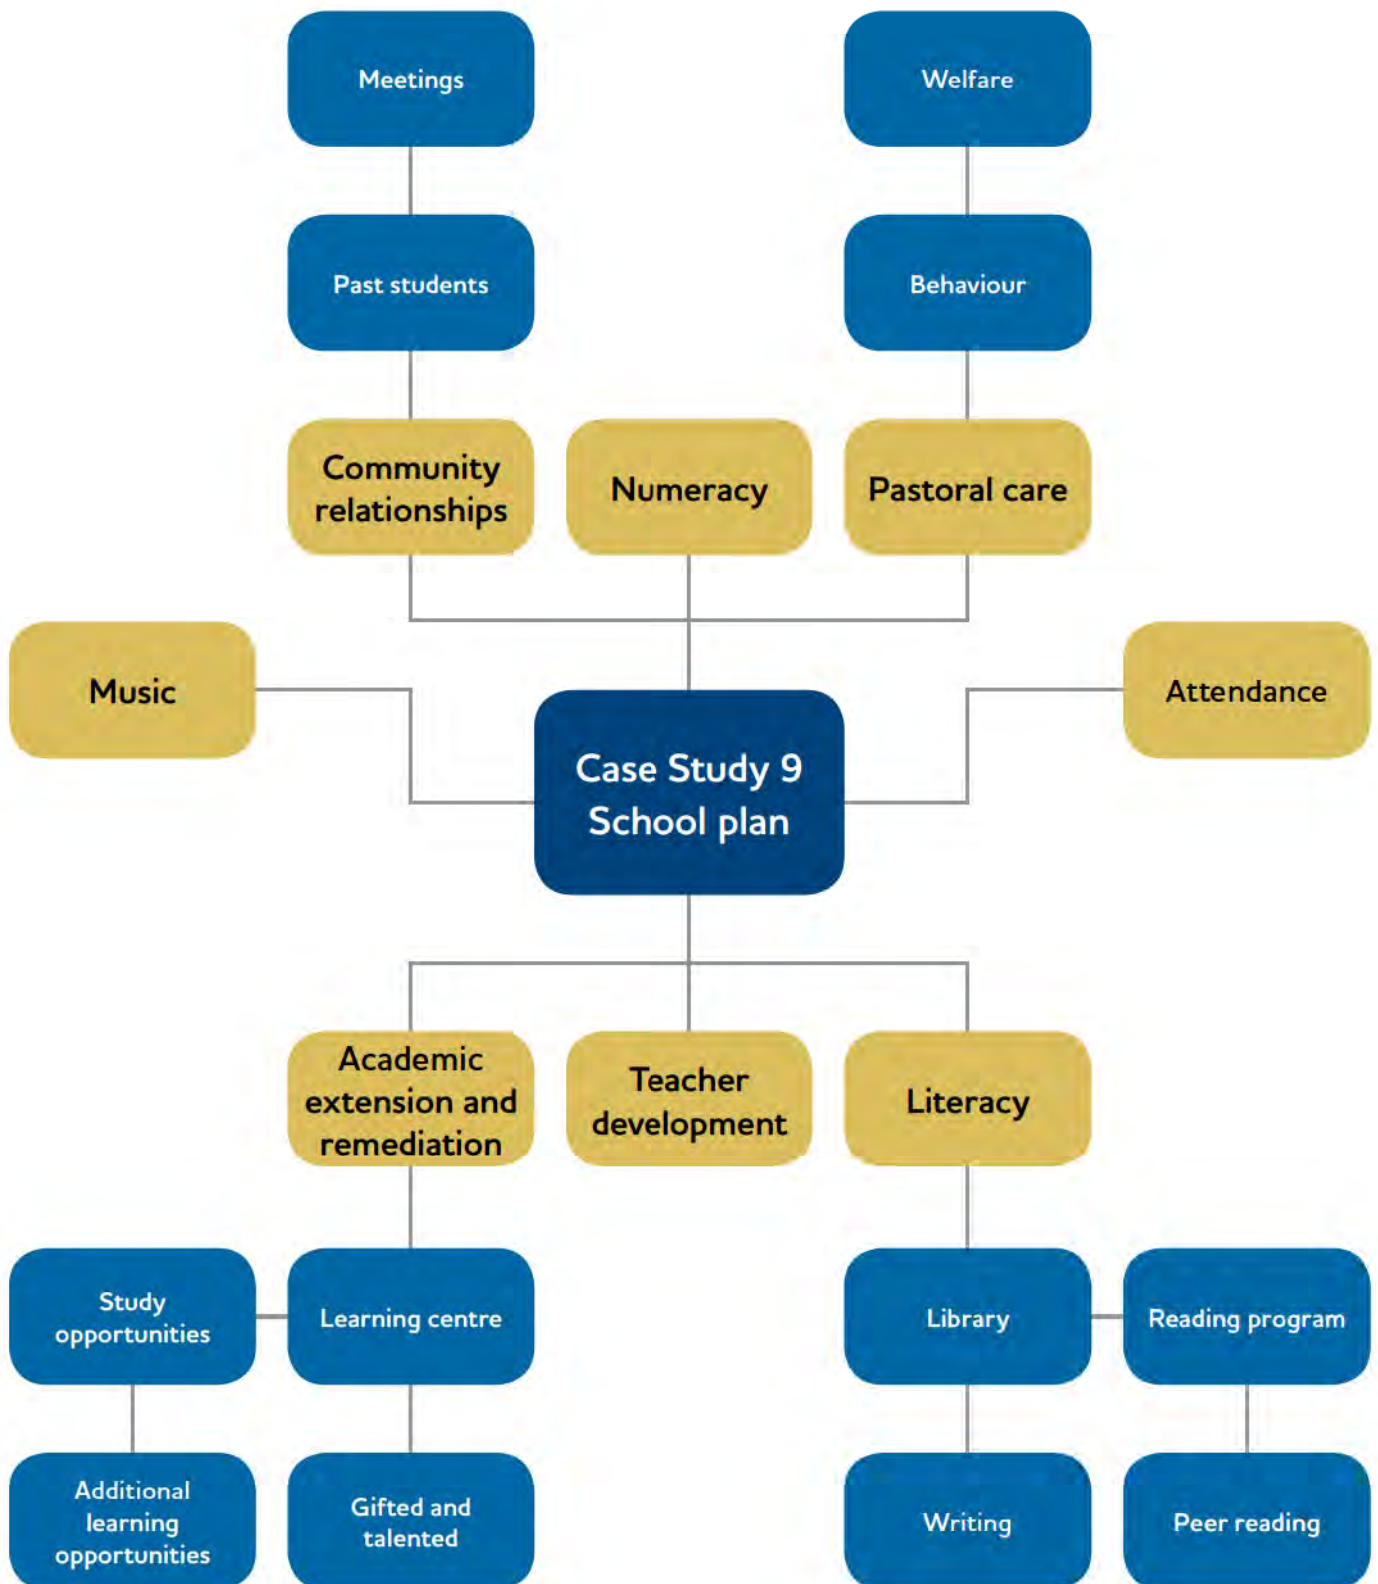 Meetings
Welfare
Past students
Behaviour
Community
relationships
Numeracy
Pastoral care
Music
Attendance
Case Study 9
School plan
Academic
extension and
remediation
Teacher
development
Literacy
Study
opportunities
Learning centre
Library
Reading program
Additional
learning
opportunities
Gifted and
talented
Writing
Peer reading